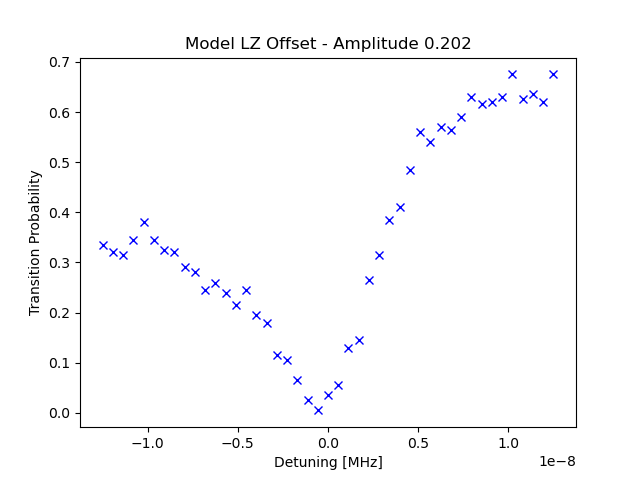 Model LZ Offset - Amplitude 0.202
Transition Probability
0.7
0.6
0.5
0.4
0.3
0.2
0.1
0.0
−1.0 −0.5 0.0 0.5 1.0
1e−8
Detuning [MHz]